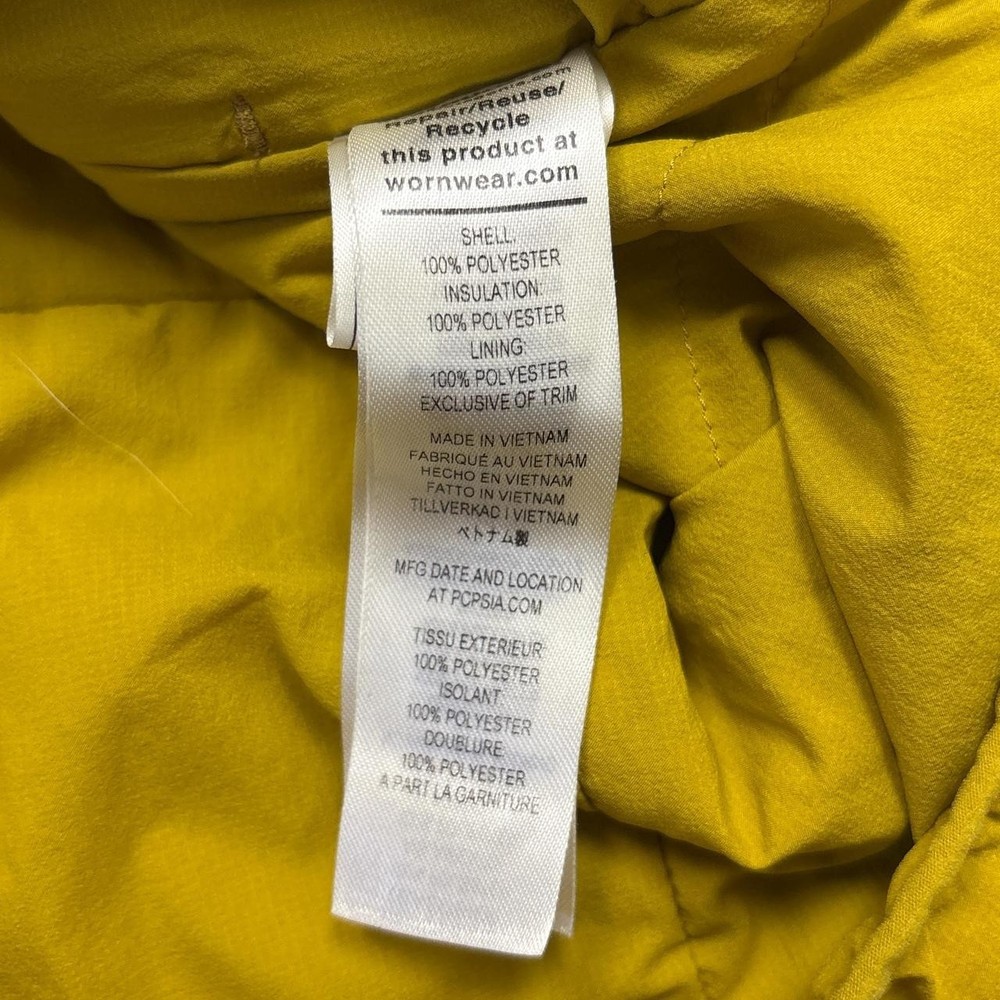 Repair/Reuse/
Recycle
this product at
wornwear.com
SHELL:
100% POLYESTER
INSULATION:
100% POLYESTER
LINING:
100% POLYESTER
EXCLUSIVE OF TRIM
MADE IN VIETNAM
FABRIQUÉ AU VIETNAM
HECHO EN VIETNAM
FATTO IN VIETNAM
TILLVERKAD I VIETNAM
ベトナム製
MFG DATE AND LOCATION
AT PCPSIA.COM
TISSU EXTERIEUR:
100% POLYESTER
ISOLANT:
100% POLYESTER
DOUBLURE:
100% POLYESTER
A PART LA GARNITURE